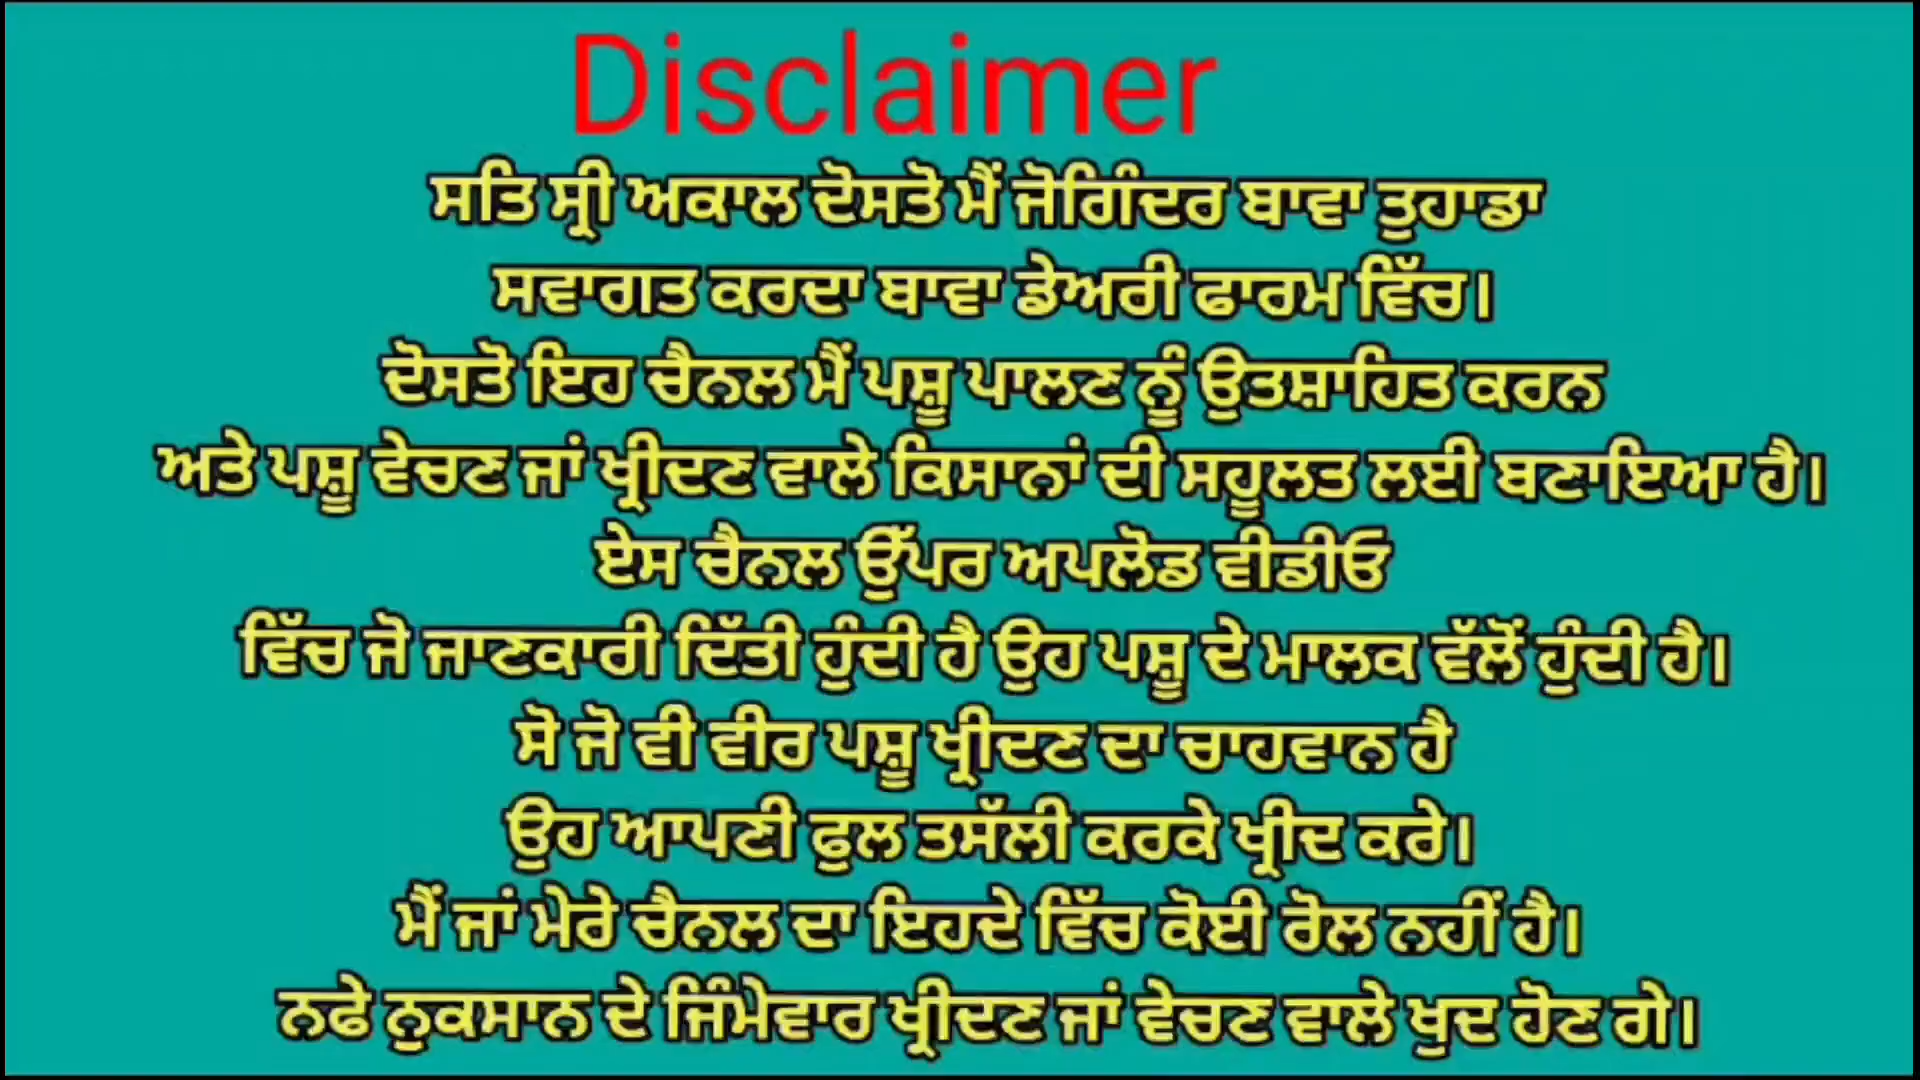 Disclaimer
ਸਤਿ ਸ੍ਰੀ ਅਕਾਲ ਦੋਸਤੋ ਮੈਂ ਜੋਗਿੰਦਰ ਬਾਵਾ ਤੁਹਾਡਾ
ਸਵਾਗਤ ਕਰਦਾ ਬਾਵਾ ਡੇਅਰੀ ਫਾਰਮ ਵਿੱਚ।
ਦੋਸਤੋ ਇਹ ਚੈਨਲ ਮੈਂ ਪਸ਼ੂ ਪਾਲਣ ਨੂੰ ਉਤਸ਼ਾਹਿਤ ਕਰਨ
ਅਤੇ ਪਸ਼ੂ ਵੇਚਣ ਜਾਂ ਖ੍ਰੀਦਣ ਵਾਲੇ ਕਿਸਾਨਾਂ ਦੀ ਸਹੂਲਤ ਲਈ ਬਣਾਇਆ ਹੈ।
ਏਸ ਚੈਨਲ ਉੱਪਰ ਅਪਲੋਡ ਵੀਡੀਓ
ਵਿੱਚ ਜੋ ਜਾਣਕਾਰੀ ਦਿੱਤੀ ਹੁੰਦੀ ਹੈ ਉਹ ਪਸ਼ੂ ਦੇ ਮਾਲਕ ਵੱਲੋਂ ਹੁੰਦੀ ਹੈ।
ਸੋ ਜੋ ਵੀ ਵੀਰ ਪਸ਼ੂ ਖ੍ਰੀਦਣ ਦਾ ਚਾਹਵਾਨ ਹੈ
ਉਹ ਆਪਣੀ ਫੁਲ ਤਸੱਲੀ ਕਰਕੇ ਖ੍ਰੀਦ ਕਰੇ।
ਮੈਂ ਜਾਂ ਮੇਰੇ ਚੈਨਲ ਦਾ ਇਹਦੇ ਵਿੱਚ ਕੋਈ ਰੋਲ ਨਹੀਂ ਹੈ।
ਨਫੇ ਨੁਕਸਾਨ ਦੇ ਜਿੰਮੇਵਾਰ ਖ੍ਰੀਦਣ ਜਾਂ ਵੇਚਣ ਵਾਲੇ ਖੁਦ ਹੋਣ ਗੇ।